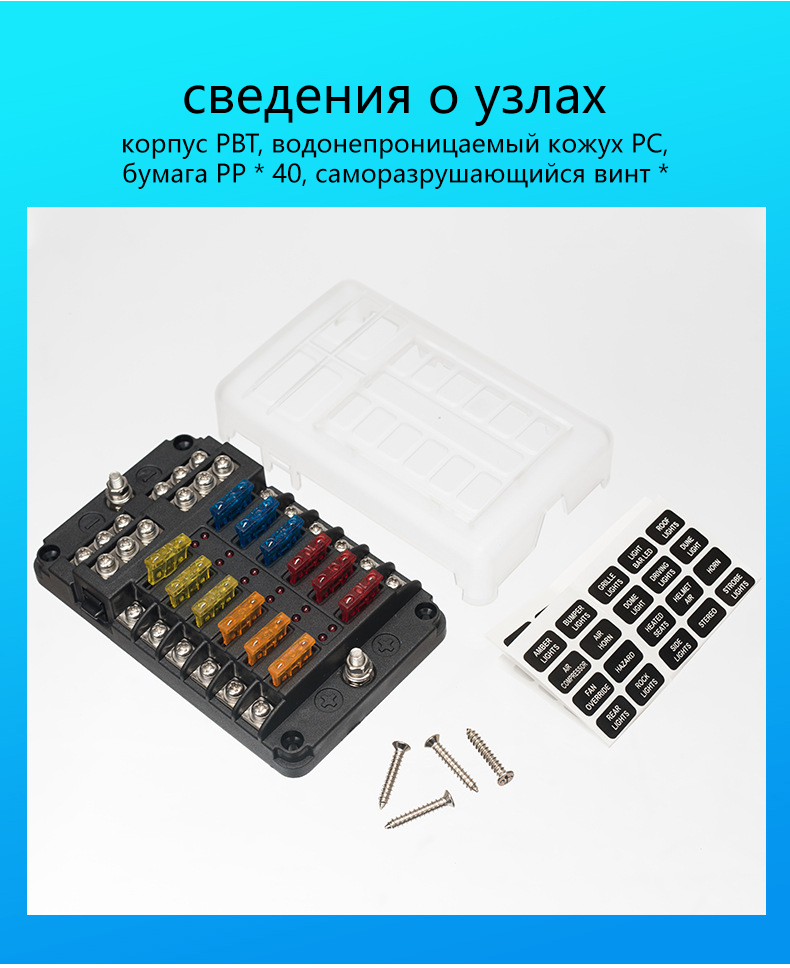 сведения о узлах
корпус PBT, водонепроницаемый кожух PC,
бумага PP * 40, саморазрушающийся винт *
ROOF
LIGHTS
LIGHT
BAR LED
DUNE
LIGHT
GRILLE
LIGHTS
DRIVING
LIGHTS
HORN
BUMPER
LIGHTS
DOME
LIGHT
HELMET
AIR
STROBE
LIGHTS
AMBER
LIGHTS
AIR
HORN
HEATED
SEATS
STEREO
AIR
COMPRESSOR
HAZARD
SIDE
LIGHTS
FAN
OVERRIDE
ROCK
LIGHTS
REAR
LIGHTS